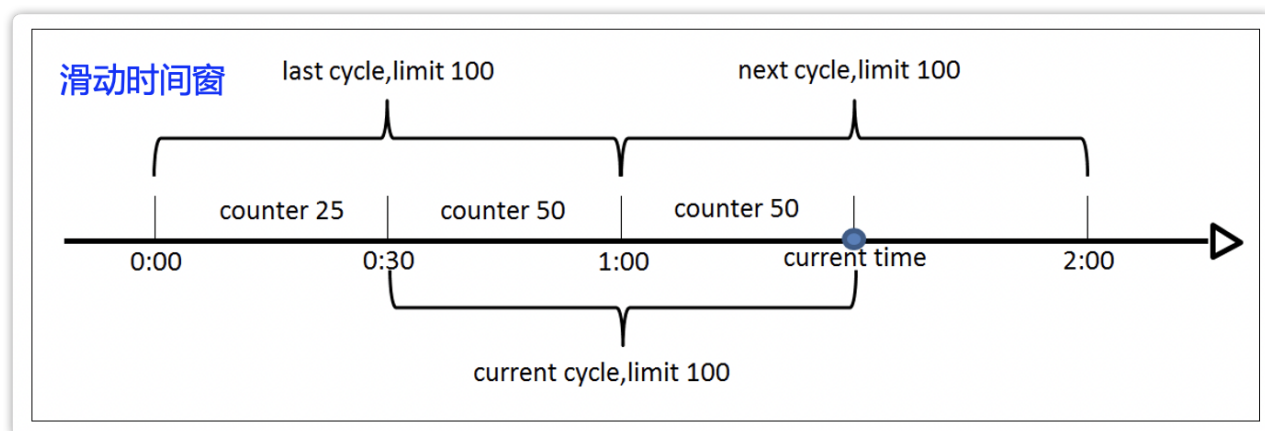 滑动时间窗
last cycle,limit 100
next cycle,limit 100
counter 25
counter 50
counter 50
0:00
0:30
1:00
current time
2:00
current cycle,limit 100